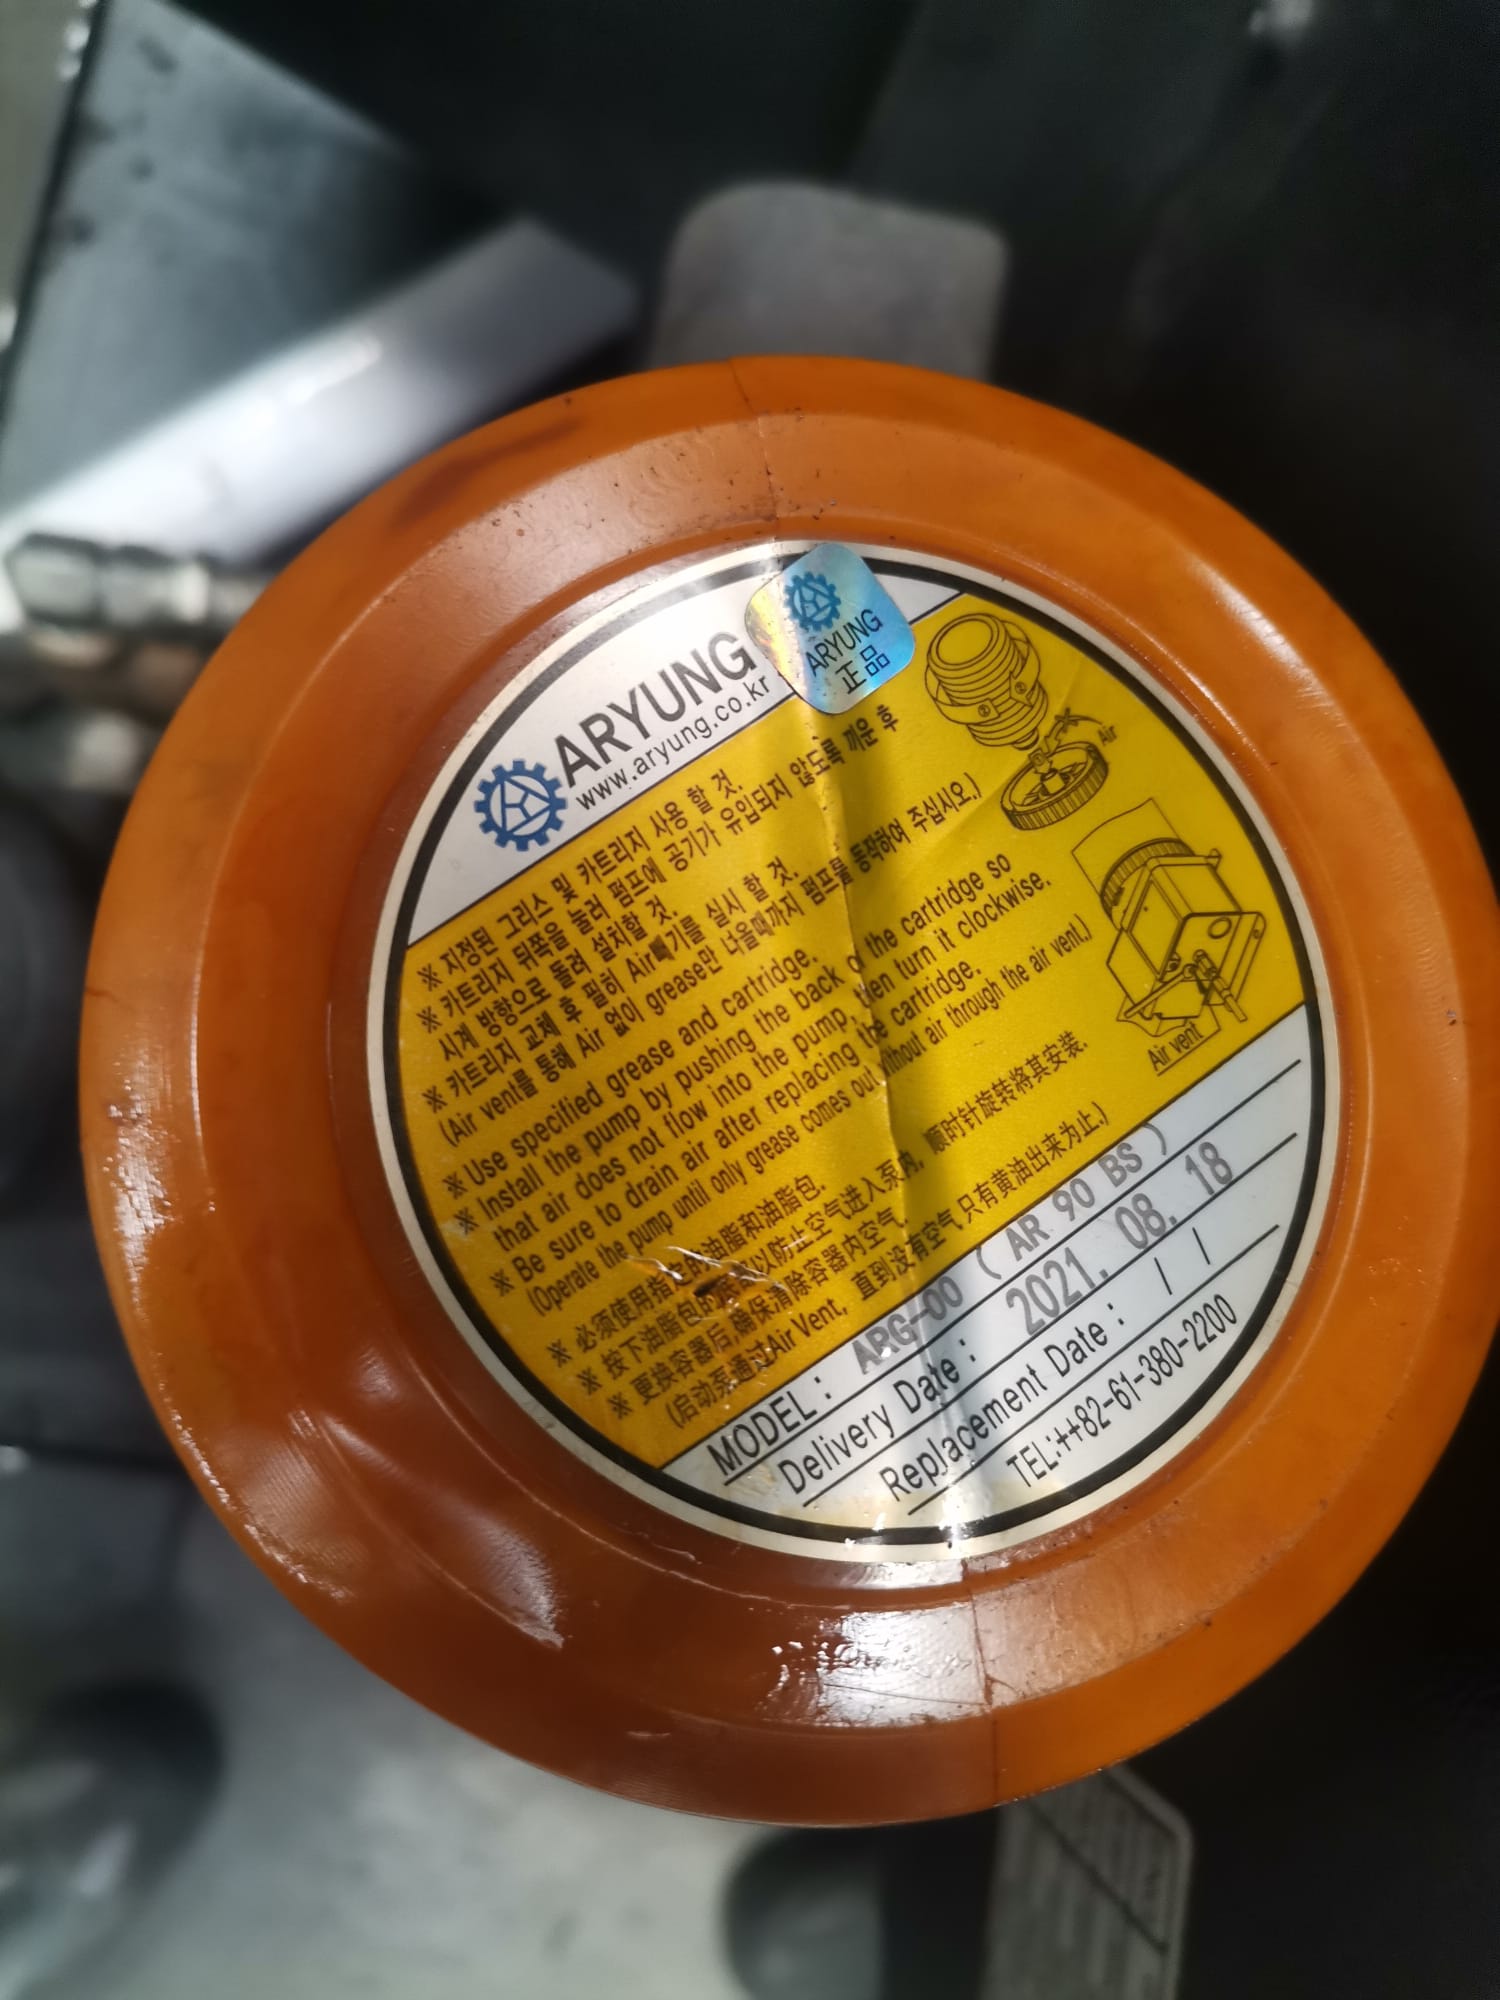 ARYUNG
www.aryung.co.kr
ARYUNG
正品
※ 지정된 그리스 및 카트리지 사용 할 것.
※ 카트리지 뒤쪽을 눌러 펌프에 공기가 유입되지 않도록 끼운 후
시계 방향으로 돌려 설치할 것.
※ 카트리지 교체 후 필히 Air빼기를 실시 할 것.
(Air vent를 통해 Air 없이 grease만 나올때까지 펌프를 동작하여 주십시오.)
※ Use specified grease and cartridge.
※ Install the pump by pushing the back of the cartridge so
that air does not flow into the pump, then turn it clockwise.
※ Be sure to drain air after replacing the cartridge.
(Operate the pump until only grease comes out without air through the air vent.)
※ 必须使用指定的油脂和油脂包.
※ 按下油脂包的 以防止空气进入泵内, 顺时针旋转将其安装.
※ 更换容器后,确保清除容器内空气.
(启动泵通过Air Vent, 直到没有空气 只有黄油出来为止.)
Air
Air vent
MODEL : ARG-00 ( AR 90 BS )
Delivery Date : 2021. 08. 18
Replacement Date : / /
TEL:++82-61-380-2200